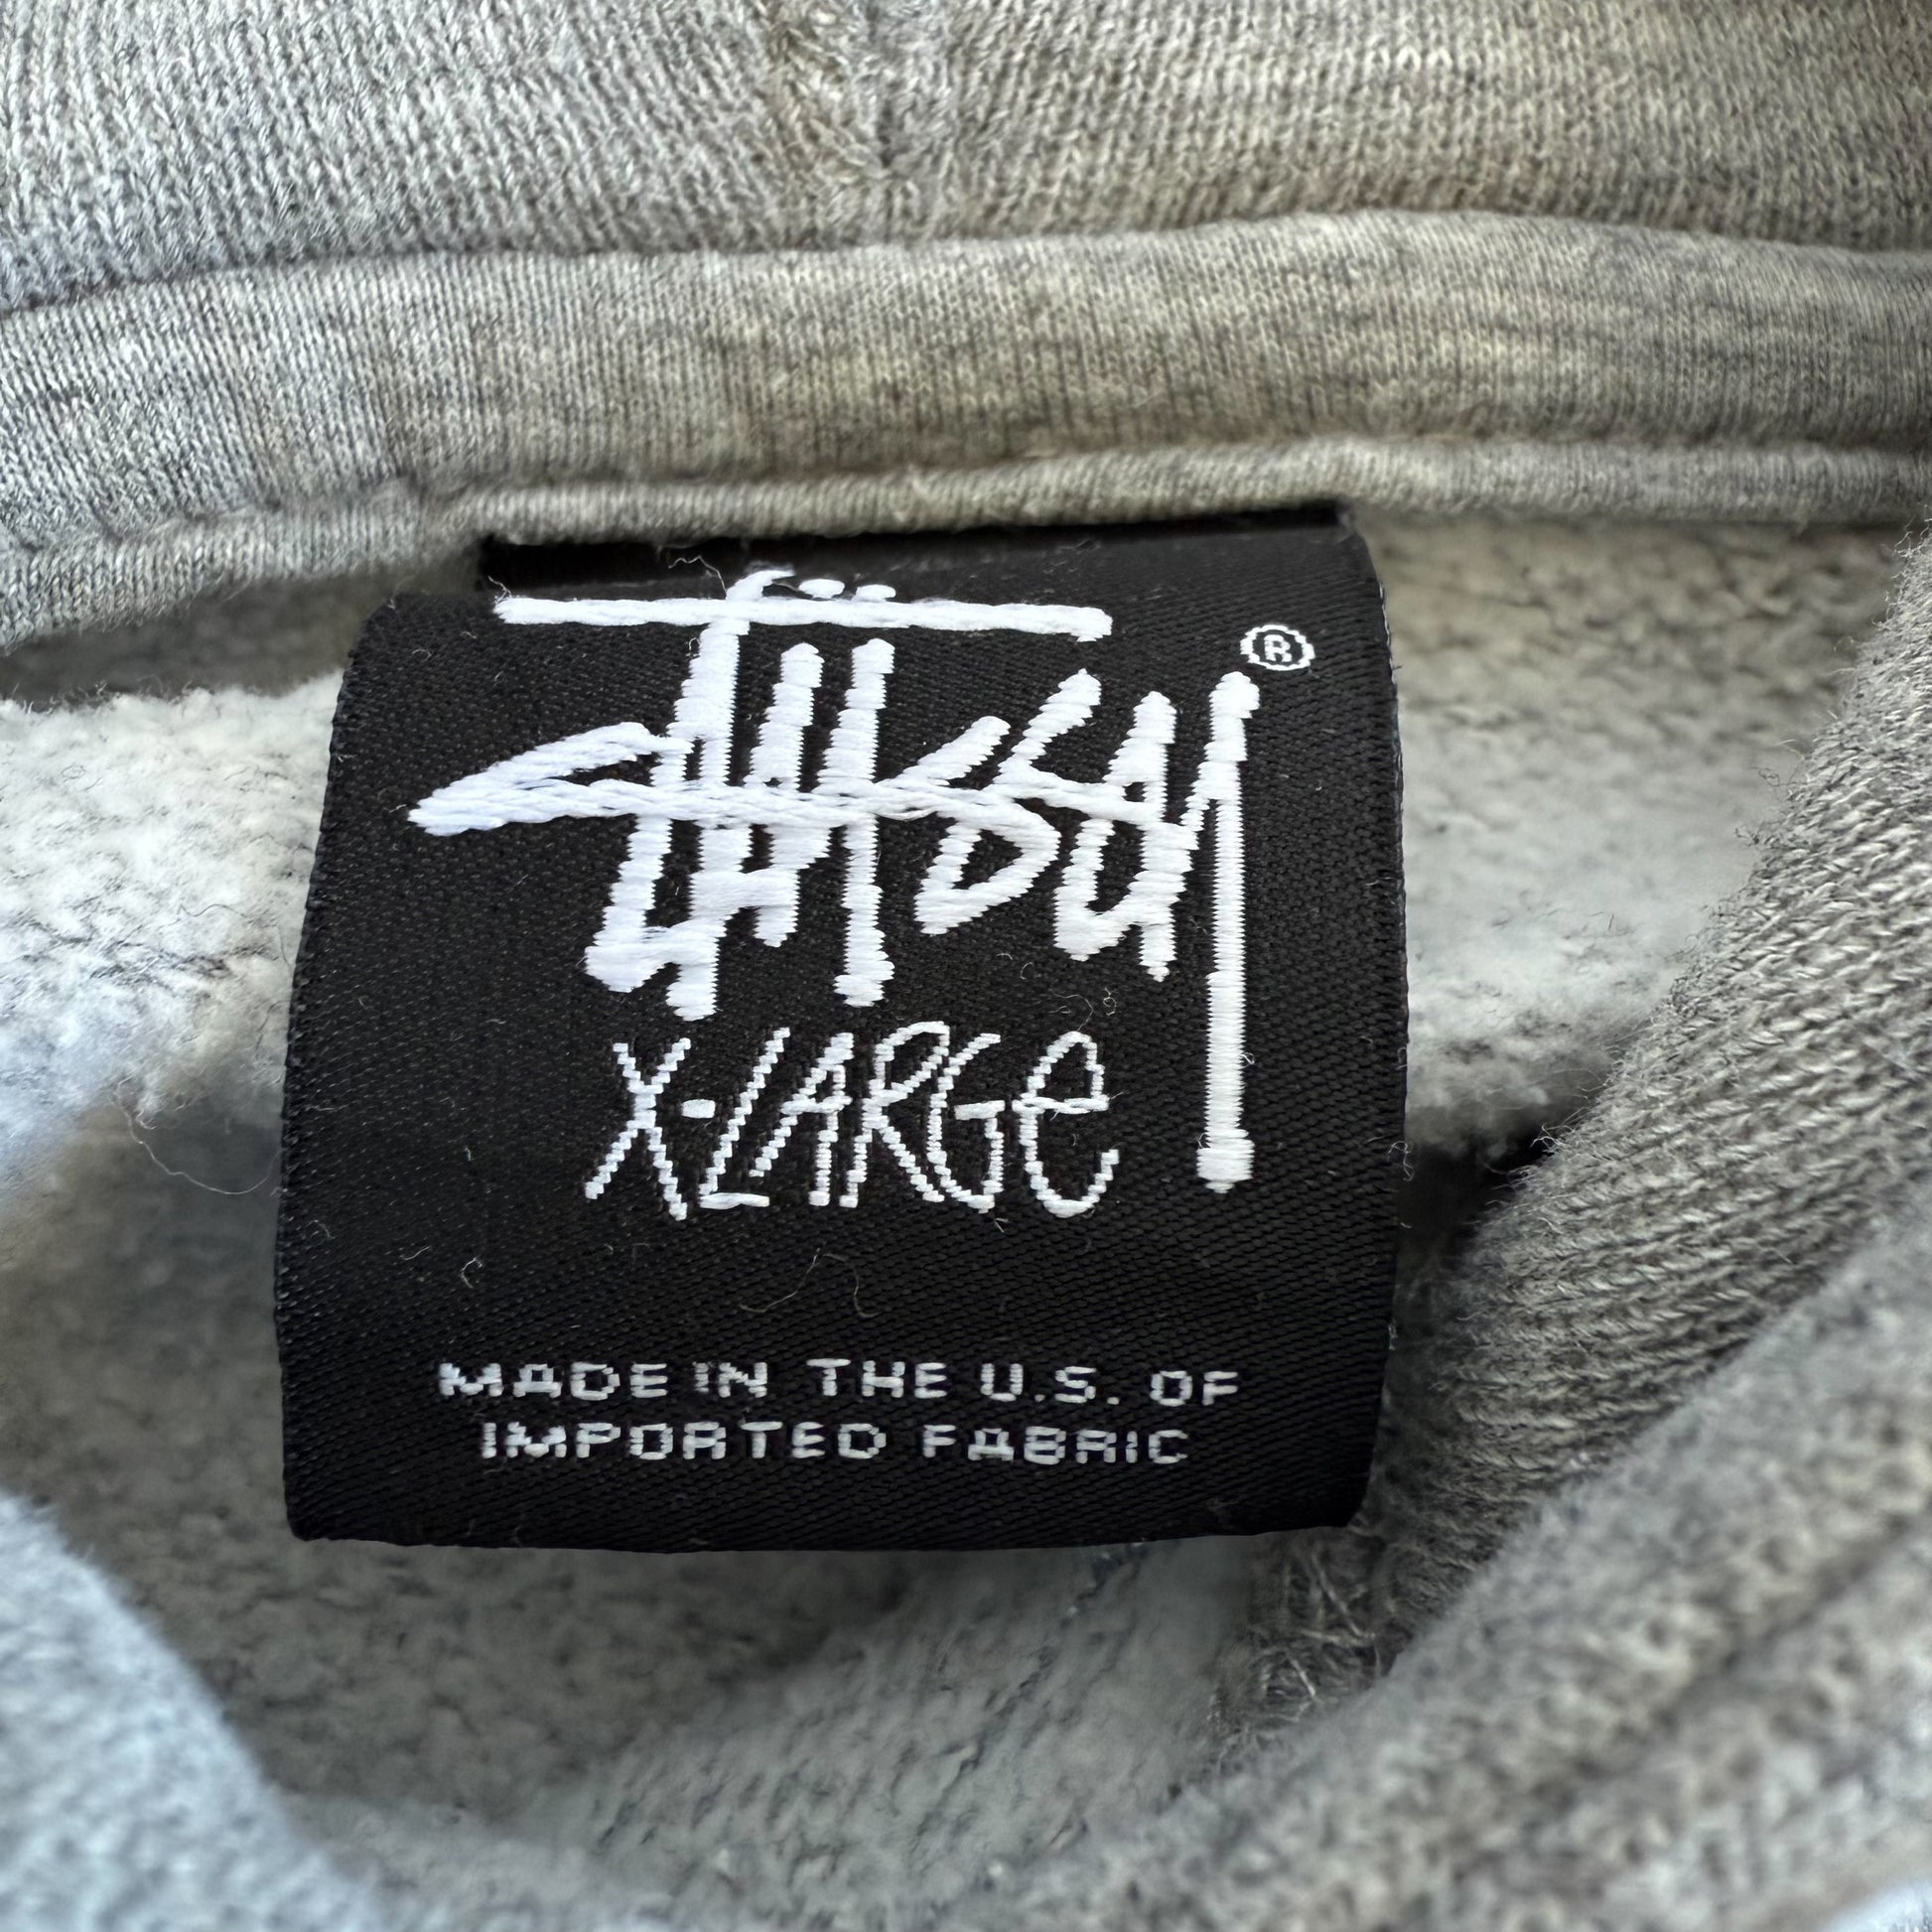 Stüssy ®
X-LARGe
MADE IN THE U.S. OF
IMPORTED FABRIC